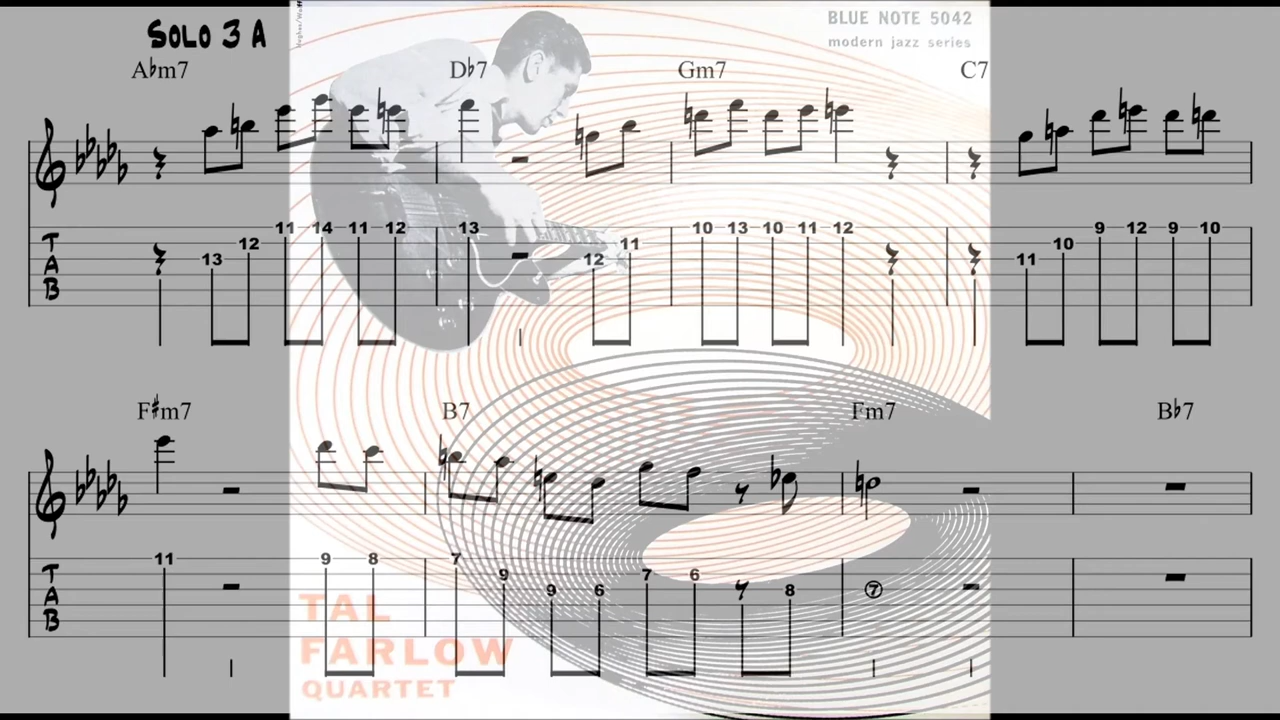 SOLO 3 A
BLUE NOTE 5042
modern jazz series
A♭m7 D♭7 Gm7 C7
T
A
B
13 12 11 14 11 12 13 12 11 10 13 10 11 12 11 10 9 12 9 10
F♯m7 B7 Fm7 B♭7
T
A
B
11 9 8 7 9 9 6 7 6 8 7
TAL
FARLOW
QUARTET